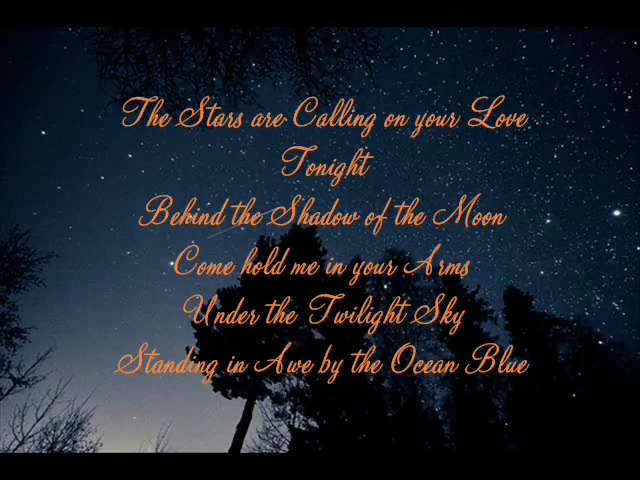 The Stars are Calling on your Love
Tonight
Behind the Shadow of the Moon
Come hold me in your Arms
Under the Twilight Sky
Standing in Awe by the Ocean Blue